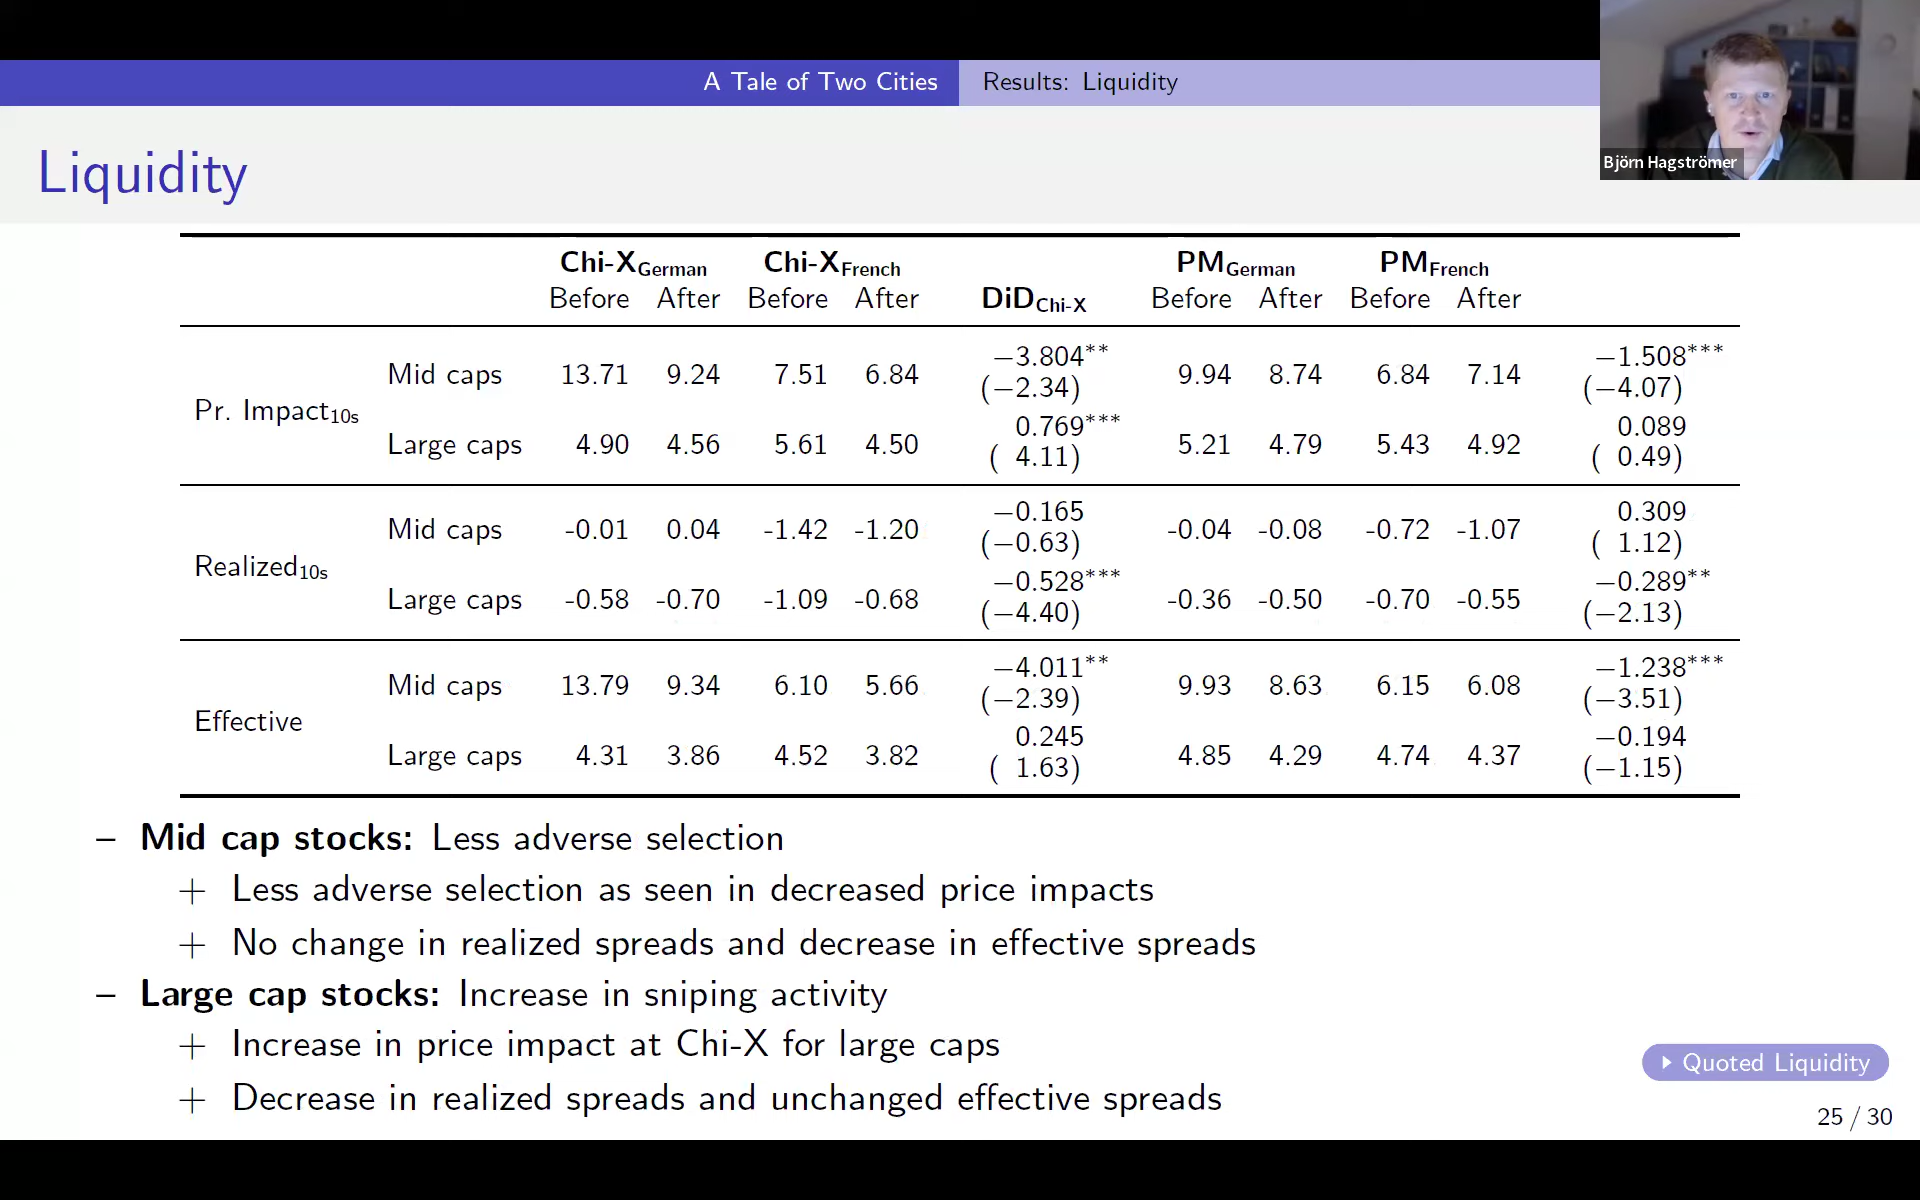 A Tale of Two Cities Results: Liquidity
Björn Hagströmer
Liquidity
Chi-X German Chi-X French PM German PM French
Before After Before After DiD Chi-X Before After Before After
Pr. Impact 10s
Mid caps 13.71 9.24 7.51 6.84 −3.804** 9.94 8.74 6.84 7.14 −1.508***
(−2.34) (−4.07)
Large caps 4.90 4.56 5.61 4.50 0.769*** 5.21 4.79 5.43 4.92 0.089
( 4.11) ( 0.49)
Realized 10s
Mid caps -0.01 0.04 -1.42 -1.20 −0.165 -0.04 -0.08 -0.72 -1.07 0.309
(−0.63) ( 1.12)
Large caps -0.58 -0.70 -1.09 -0.68 −0.528*** -0.36 -0.50 -0.70 -0.55 −0.289**
(−4.40) (−2.13)
Effective
Mid caps 13.79 9.34 6.10 5.66 −4.011** 9.93 8.63 6.15 6.08 −1.238***
(−2.39) (−3.51)
Large caps 4.31 3.86 4.52 3.82 0.245 4.85 4.29 4.74 4.37 −0.194
( 1.63) (−1.15)
– Mid cap stocks: Less adverse selection
+ Less adverse selection as seen in decreased price impacts
+ No change in realized spreads and decrease in effective spreads
– Large cap stocks: Increase in sniping activity
+ Increase in price impact at Chi-X for large caps
+ Decrease in realized spreads and unchanged effective spreads
Quoted Liquidity
25 / 30